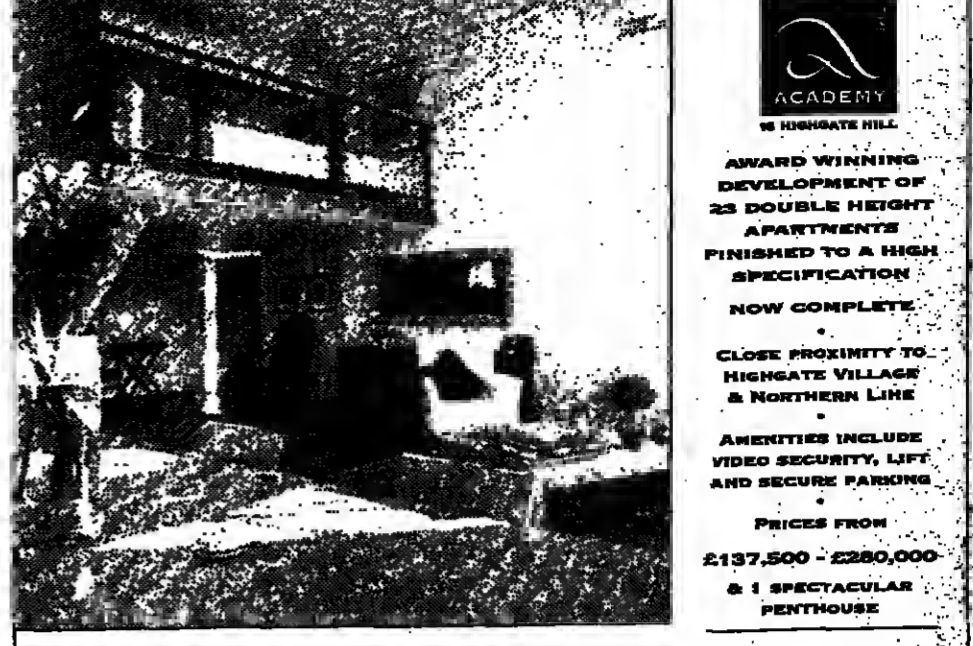 ACADEMY
HIGHGATE HILL
AWARD WINNING
DEVELOPMENT OF
23 DOUBLE HEIGHT
APARTMENTS
FINISHED TO A HIGH
SPECIFICATION
NOW COMPLETE
•
CLOSE PROXIMITY TO
HIGHGATE VILLAGE
& NORTHERN LINE
•
AMENITIES INCLUDE
VIDEO SECURITY, LIFT
AND SECURE PARKING
•
PRICES FROM
£137,500 - £280,000
& 1 SPECTACULAR
PENTHOUSE